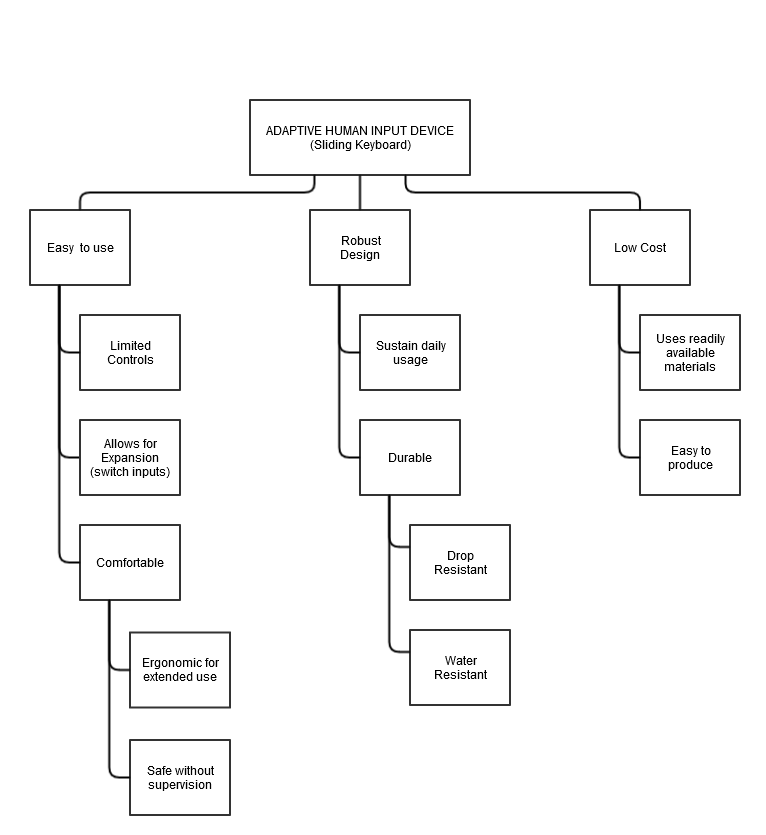 ADAPTIVE HUMAN INPUT DEVICE
(Sliding Keyboard)
Easy to use
Limited
Controls
Allows for
Expansion
(switch inputs)
Comfortable
Ergonomic for
extended use
Safe without
supervision
Robust
Design
Sustain daily
usage
Durable
Drop
Resistant
Water
Resistant
Low Cost
Uses readily
available
materials
Easy to
produce